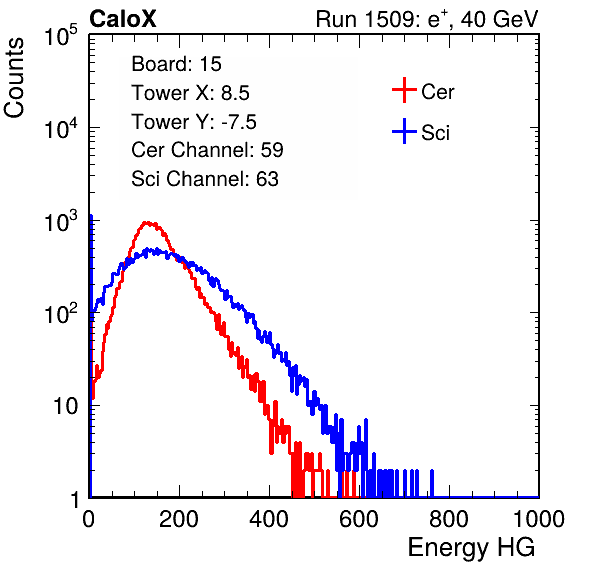 CaloX Run 1509: e⁺, 40 GeV
Counts
10⁵
10⁴
10³
10²
10
1
Board: 15
Tower X: 8.5
Tower Y: -7.5
Cer Channel: 59
Sci Channel: 63
Cer
Sci
0 200 400 600 800 1000
Energy HG